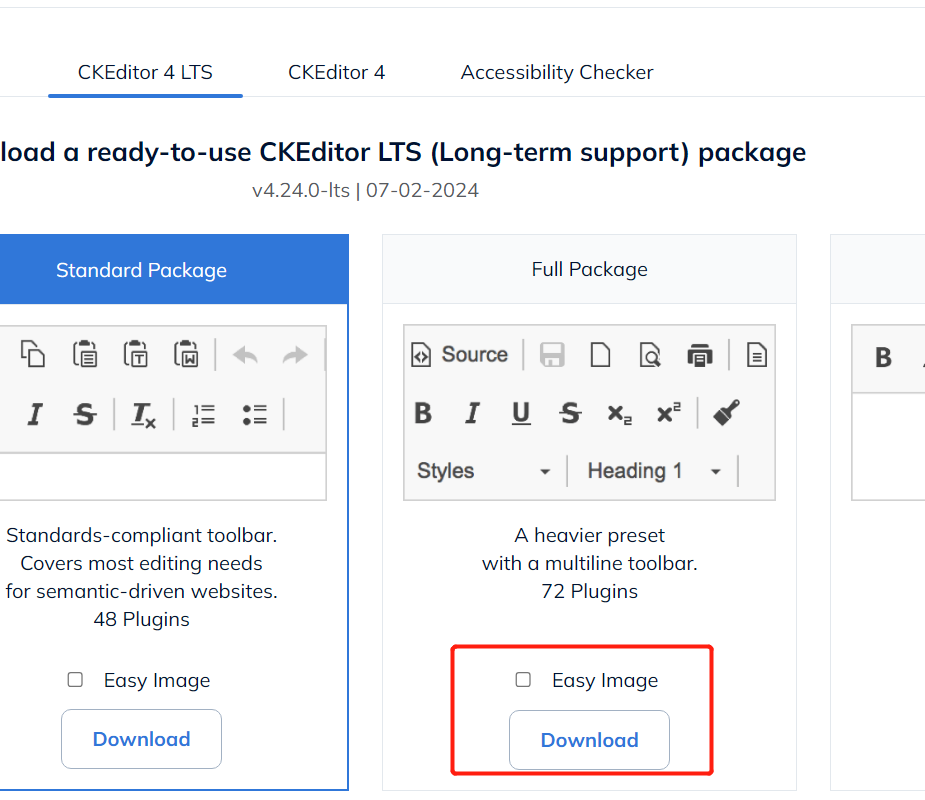 CKEditor 4 LTS
CKEditor 4
Accessibility Checker
load a ready-to-use CKEditor LTS (Long-term support) package
v4.24.0-lts | 07-02-2024
Standard Package
Standards-compliant toolbar.
Covers most editing needs
for semantic-driven websites.
48 Plugins
Easy Image
Download
Full Package
Source
B I U S x₂ x²
Styles
Heading 1
A heavier preset
with a multiline toolbar.
72 Plugins
Easy Image
Download
B